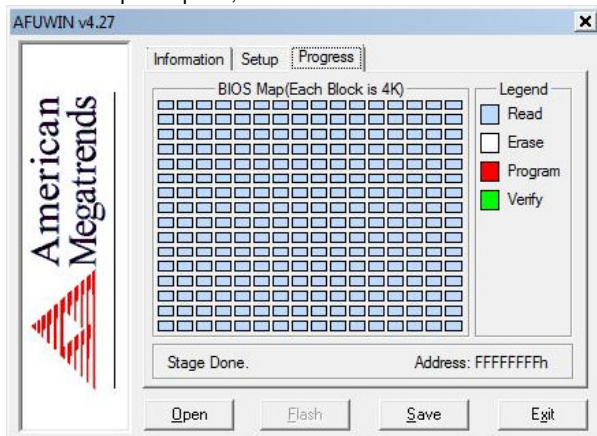 AFUWIN v4.27
American
Megatrends
Information
Setup
Progress
BIOS Map(Each Block is 4K)
Legend
Read
Erase
Program
Verify
Stage Done.
Address: FFFFFFFFh
Open
Flash
Save
Exit